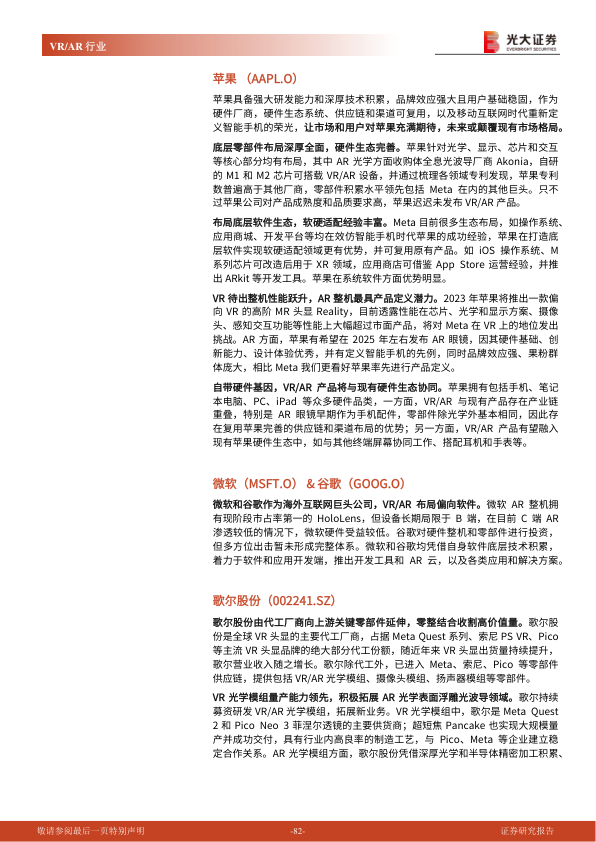 VR/AR 行业
光大证券
EVERBRIGHT SECURITIES
苹果 （AAPL.O）
苹果具备强大研发能力和深厚技术积累，品牌效应强大且用户基础稳固，作为
硬件厂商，硬件生态系统、供应链和渠道可复用，以及移动互联网时代重新定
义智能手机的荣光，让市场和用户对苹果充满期待，未来或颠覆现有市场格局。
底层零部件布局深厚全面，硬件生态完善。苹果针对光学、显示、芯片和交互
等核心部分均有布局，其中 AR 光学方面收购体全息光波导厂商 Akonia，自研
的 M1 和 M2 芯片可搭载 VR/AR 设备，并通过梳理各领域专利发现，苹果专利
数普遍高于其他厂商，零部件积累水平领先包括 Meta 在内的其他巨头。只不
过苹果公司对产品成熟度和品质要求高，苹果迟迟未发布 VR/AR 产品。
布局底层软件生态，软硬适配经验丰富。Meta 目前很多生态布局，如操作系统、
应用商城、开发平台等均在效仿智能手机时代苹果的成功经验，苹果在打造底
层软件实现软硬适配领域更有优势，并可复用原有产品。如 iOS 操作系统、M
系列芯片可改造后用于 XR 领域，应用商店可借鉴 App Store 运营经验，并推
出 ARkit 等开发工具。苹果在系统软件方面优势明显。
VR 待出整机性能跃升，AR 整机最具产品定义潜力。2023 年苹果将推出一款偏
向 VR 的高阶 MR 头显 Reality，目前透露性能在芯片、光学和显示方案、摄像
头、感知交互功能等性能上大幅超过市面产品，将对 Meta 在 VR 上的地位发出
挑战。AR 方面，苹果有希望在 2025 年左右发布 AR 眼镜，因其硬件基础、创
新能力、设计体验优秀，并有定义智能手机的先例，同时品牌效应强、果粉群
体庞大，相比 Meta 我们更看好苹果率先进行产品定义。
自带硬件基因，VR/AR 产品将与现有硬件生态协同。苹果拥有包括手机、笔记
本电脑、PC、iPad 等众多硬件品类，一方面，VR/AR 与现有产品存在产业链
重叠，特别是 AR 眼镜早期作为手机配件，零部件除光学外基本相同，因此存
在复用苹果完善的供应链和渠道布局的优势；另一方面，VR/AR 产品有望融入
现有苹果硬件生态中，如与其他终端屏幕协同工作、搭配耳机和手表等。
微软（MSFT.O）＆谷歌（GOOG.O）
微软和谷歌作为海外互联网巨头公司，VR/AR 布局偏向软件。微软 AR 整机拥
有现阶段市占率第一的 HoloLens，但设备长期局限于 B 端，在目前 C 端 AR
渗透较低的情况下，微软硬件受益较低。谷歌对硬件整机和零部件进行投资，
但多方位出击暂未形成完整体系。微软和谷歌均凭借自身软件底层技术积累，
着力于软件和应用开发端，推出开发工具和 AR 云，以及各类应用和解决方案。
歌尔股份（002241.SZ）
歌尔股份由代工厂商向上游关键零部件延伸，零整结合收割高价值量。歌尔股
份是全球 VR 头显的主要代工厂商，占据 Meta Quest 系列、索尼 PS VR、Pico
等主流 VR 头显品牌的绝大部分代工份额，随近年来 VR 头显出货量持续提升，
歌尔营业收入随之增长。歌尔除代工外，已进入 Meta、索尼、Pico 等零部件
供应链，提供包括 VR/AR 光学模组、摄像头模组、扬声器模组等零部件。
VR 光学模组量产能力领先，积极拓展 AR 光学表面浮雕光波导领域。歌尔持续
募资研发 VR/AR 光学模组，拓展新业务。VR 光学模组中，歌尔是 Meta Quest
2 和 Pico Neo 3 菲涅尔透镜的主要供货商；超短焦 Pancake 也实现大规模量
产并成功交付，具有行业内高良率的制造工艺，与 Pico、Meta 等企业建立稳
定合作关系。AR 光学模组方面，歌尔股份凭借深厚光学和半导体精密加工积累、
敬请参阅最后一页特别声明
-82-
证券研究报告